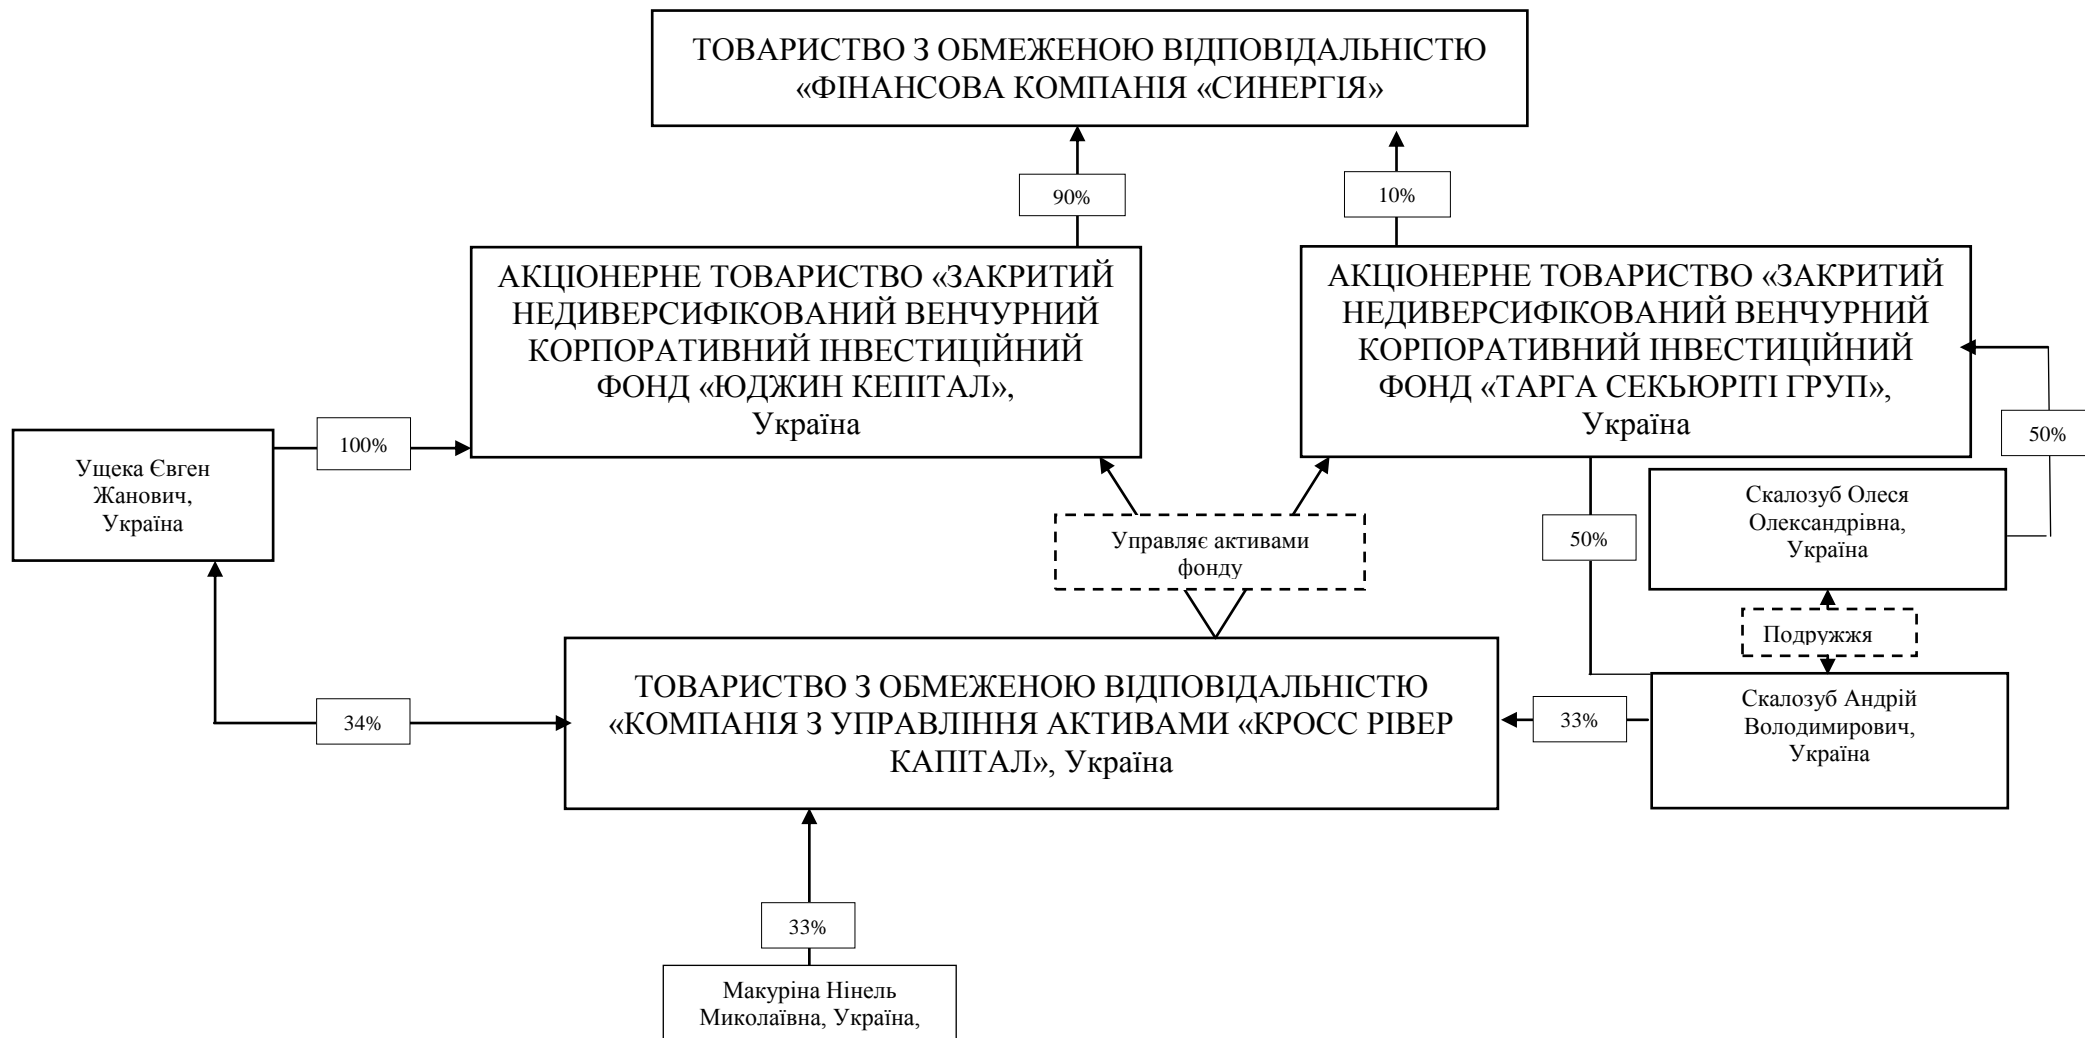 ТОВАРИСТВО З ОБМЕЖЕНОЮ ВІДПОВІДАЛЬНІСТЮ
«ФІНАНСОВА КОМПАНІЯ «СИНЕРГІЯ»
90%
10%
АКЦІОНЕРНЕ ТОВАРИСТВО «ЗАКРИТИЙ
НЕДИВЕРСИФІКОВАНИЙ ВЕНЧУРНИЙ
КОРПОРАТИВНИЙ ІНВЕСТИЦІЙНИЙ
ФОНД «ЮДЖИН КЕПІТАЛ»,
Україна
АКЦІОНЕРНЕ ТОВАРИСТВО «ЗАКРИТИЙ
НЕДИВЕРСИФІКОВАНИЙ ВЕНЧУРНИЙ
КОРПОРАТИВНИЙ ІНВЕСТИЦІЙНИЙ
ФОНД «ТАРГА СЕКЬЮРІТІ ГРУП»,
Україна
100%
50%
Ущека Євген
Жанович,
Україна
Управляє активами
фонду
50%
Скалозуб Олеся
Олександрівна,
Україна
Подружжя
34%
ТОВАРИСТВО З ОБМЕЖЕНОЮ ВІДПОВІДАЛЬНІСТЮ
«КОМПАНІЯ З УПРАВЛІННЯ АКТИВАМИ «КРОСС РІВЕР
КАПІТАЛ», Україна
33%
Скалозуб Андрій
Володимирович,
Україна
33%
Макуріна Нінель
Миколаївна, Україна,